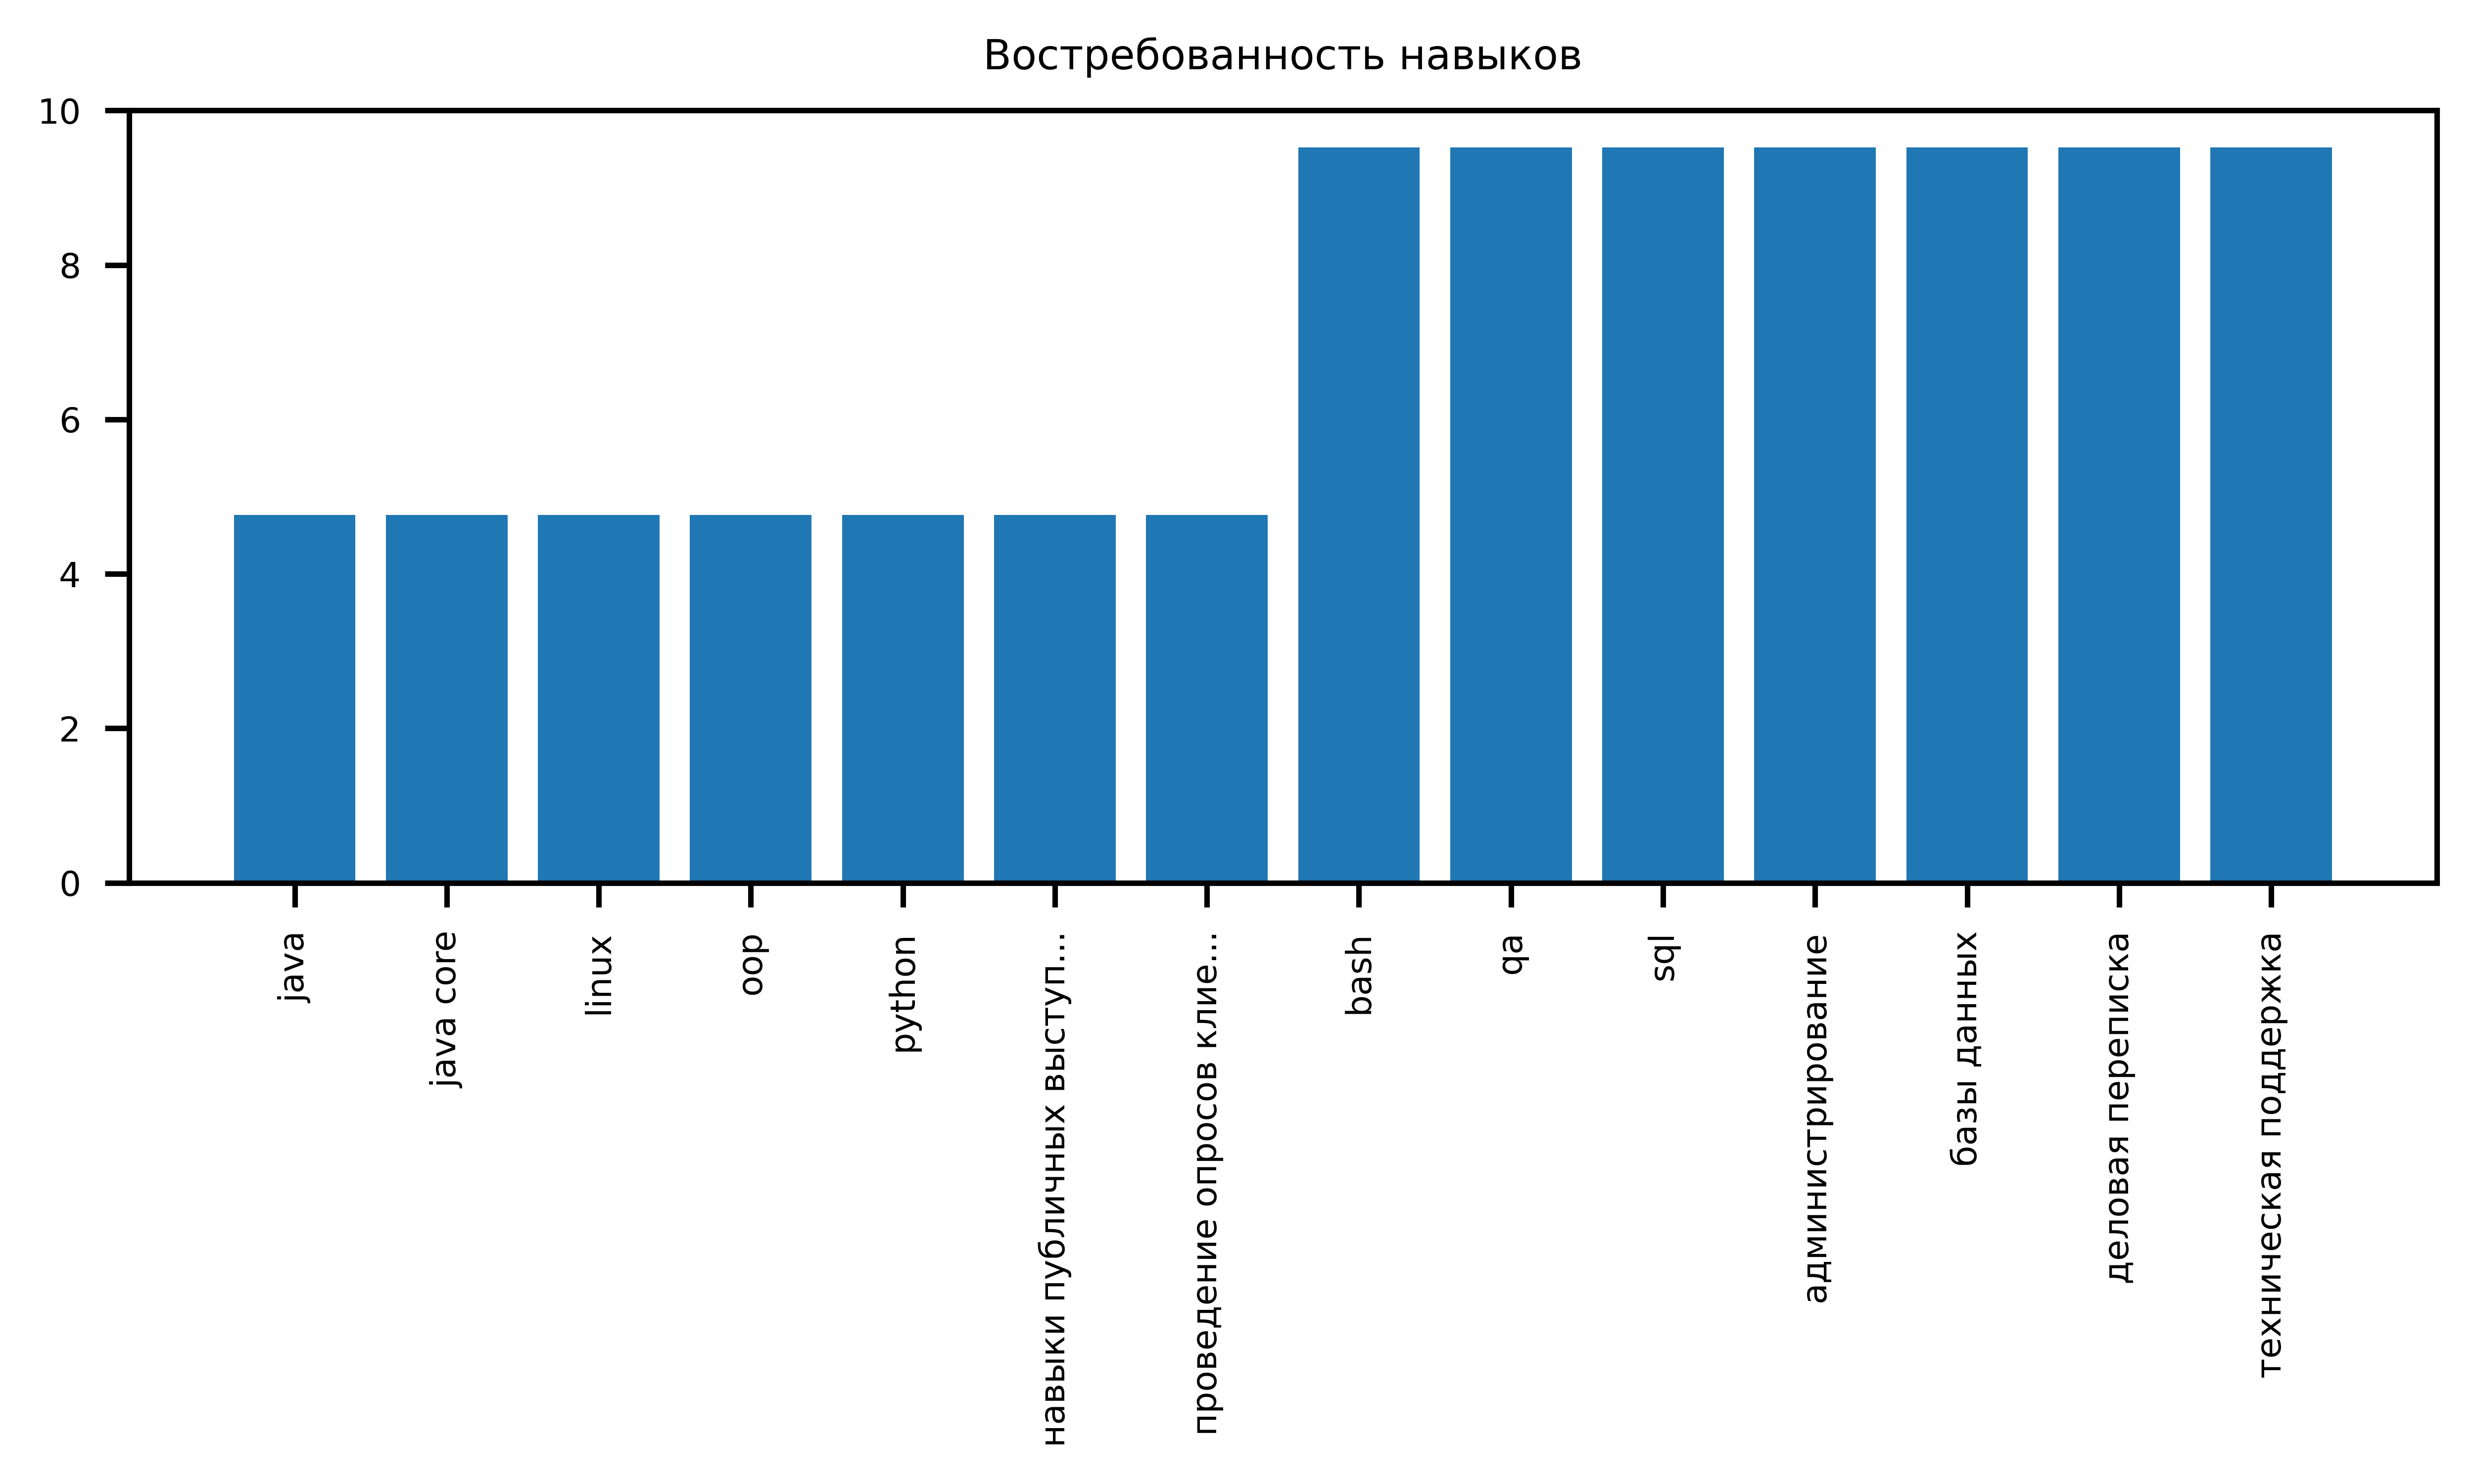 Востребованность навыков
10
8
6
4
2
0
java
java core
linux
oop
python
навыки публичных выступ...
проведение опросов клие...
bash
qa
sql
администрирование
базы данных
деловая переписка
техническая поддержка